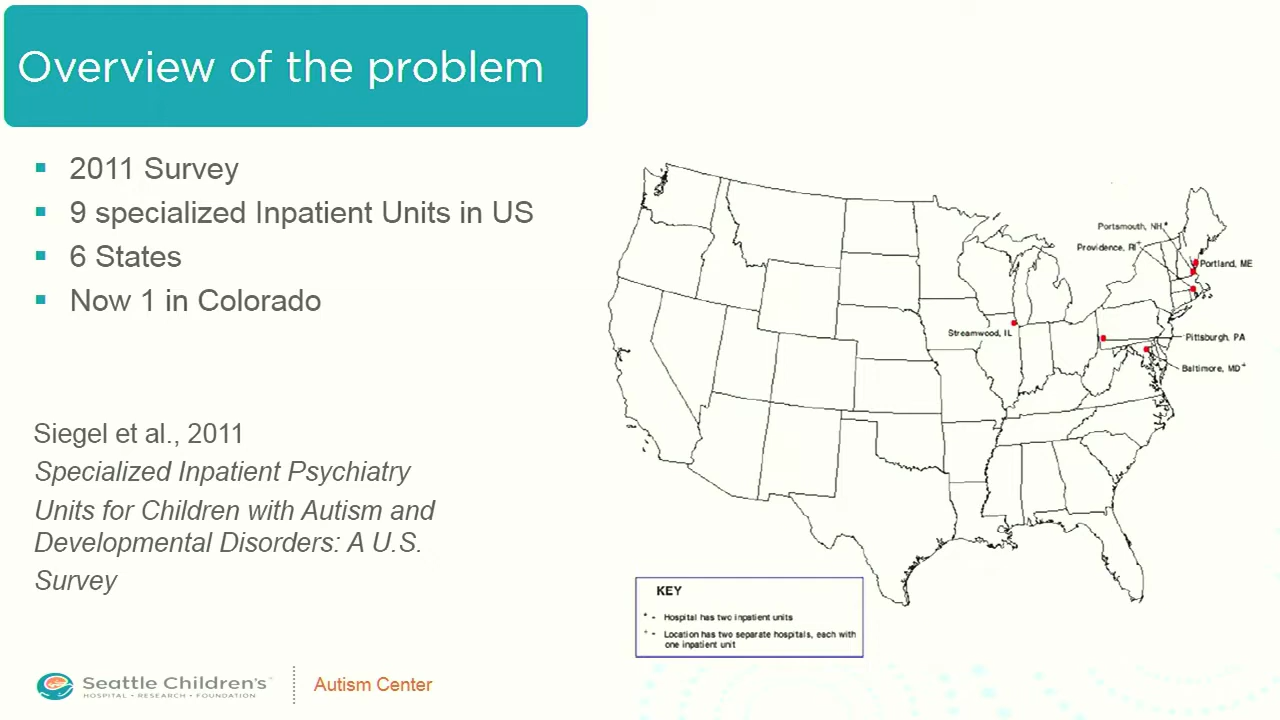 Overview of the problem
2011 Survey
9 specialized Inpatient Units in US
6 States
Now 1 in Colorado
Siegel et al., 2011
Specialized Inpatient Psychiatry
Units for Children with Autism and
Developmental Disorders: A U.S.
Survey
Portsmouth, NH*
Providence, RI+
Portland, ME
Streamwood, IL
Pittsburgh, PA
Baltimore, MD+
KEY
* - Hospital has two inpatient units
+ - Location has two separate hospitals, each with
one inpatient unit
Seattle Children's
HOSPITAL • RESEARCH • FOUNDATION
Autism Center